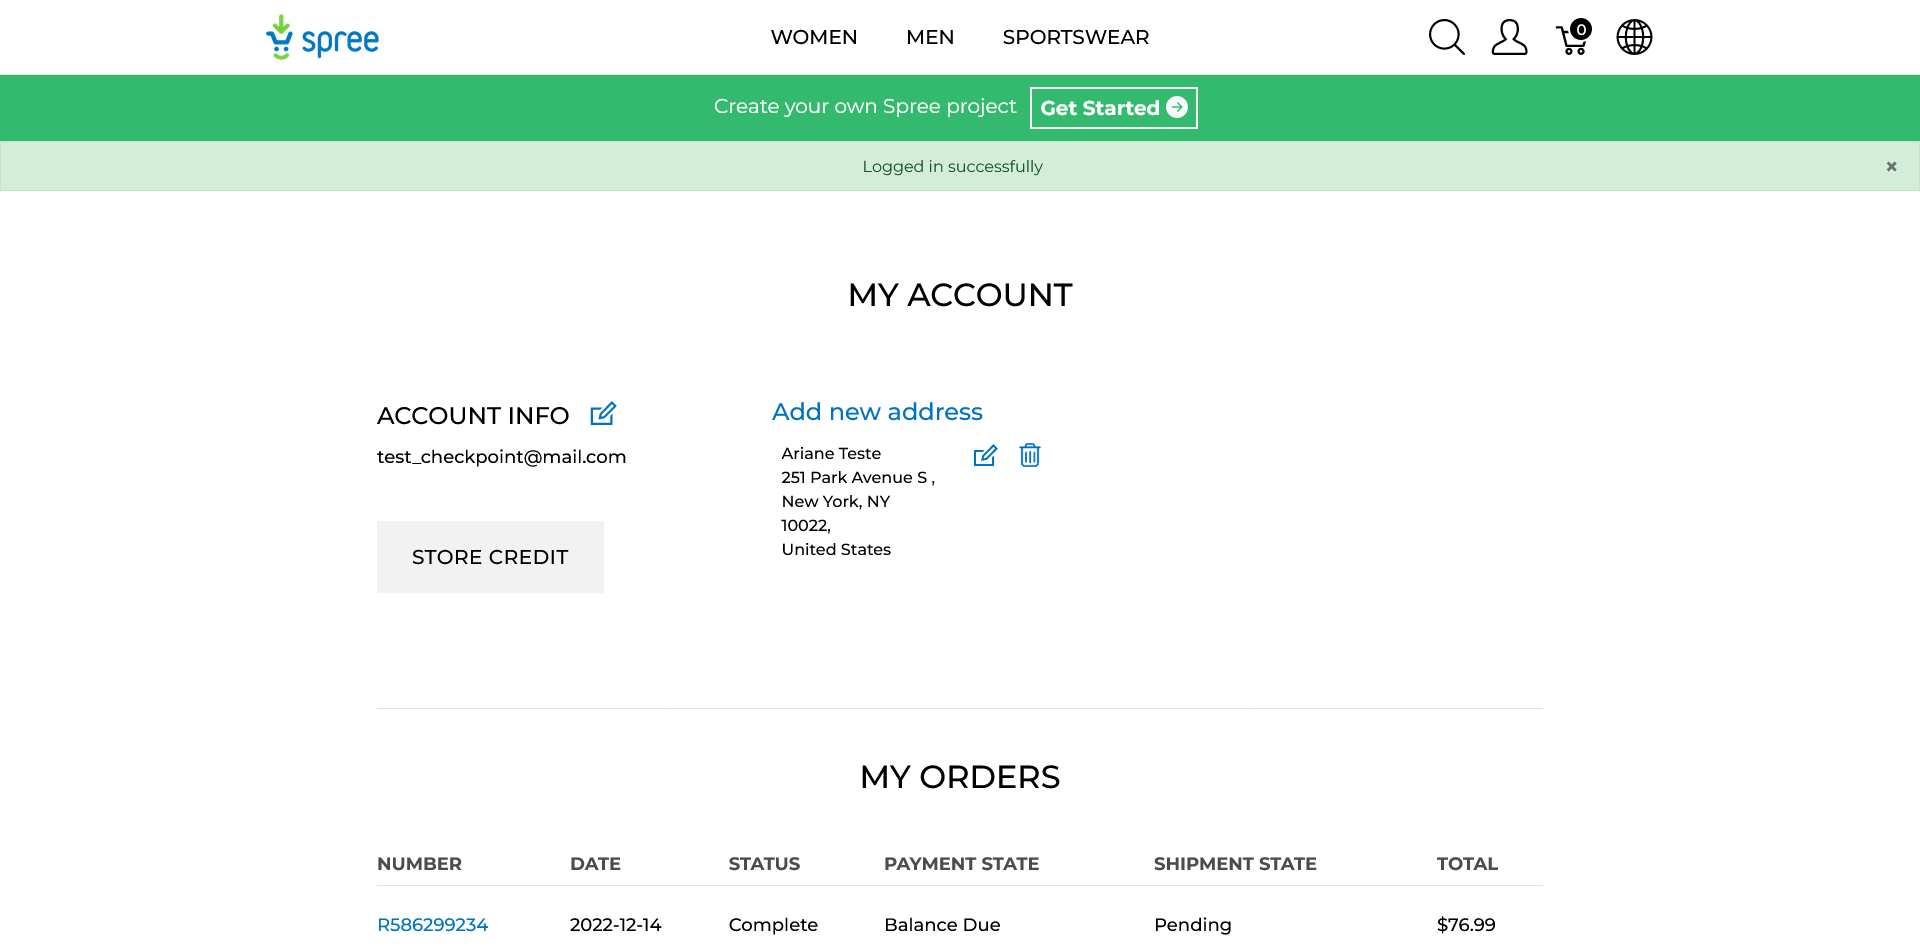 spree
WOMEN MEN SPORTSWEAR
0
Create your own Spree project Get Started
Logged in successfully ×
MY ACCOUNT
ACCOUNT INFO
test_checkpoint@mail.com
STORE CREDIT
Add new address
Ariane Teste
251 Park Avenue S ,
New York, NY
10022,
United States
MY ORDERS
NUMBER DATE STATUS PAYMENT STATE SHIPMENT STATE TOTAL
R586299234 2022-12-14 Complete Balance Due Pending $76.99